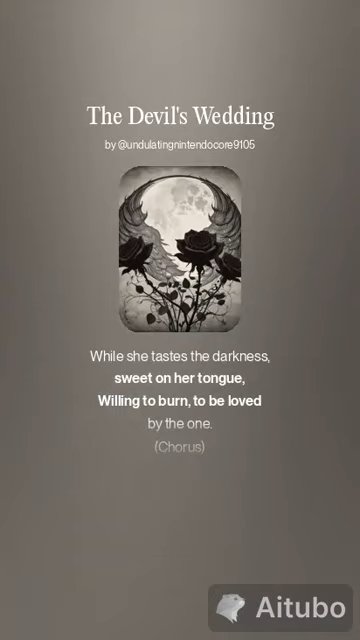 The Devil's Wedding
by @undulatingnintendocore9105
While she tastes the darkness,
sweet on her tongue,
Willing to burn, to be loved
by the one.
(Chorus)
Aitubo